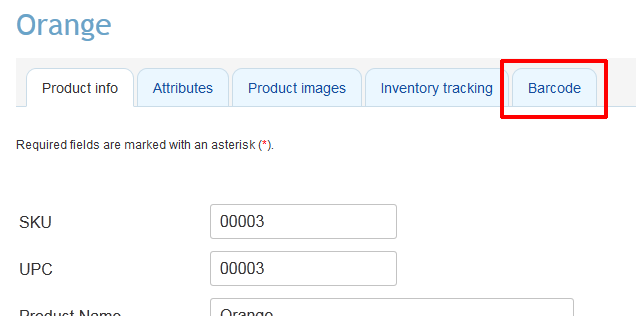 Orange
Product info Attributes Product images Inventory tracking Barcode
Required fields are marked with an asterisk (*).
SKU 00003
UPC 00003
Product Name Orange